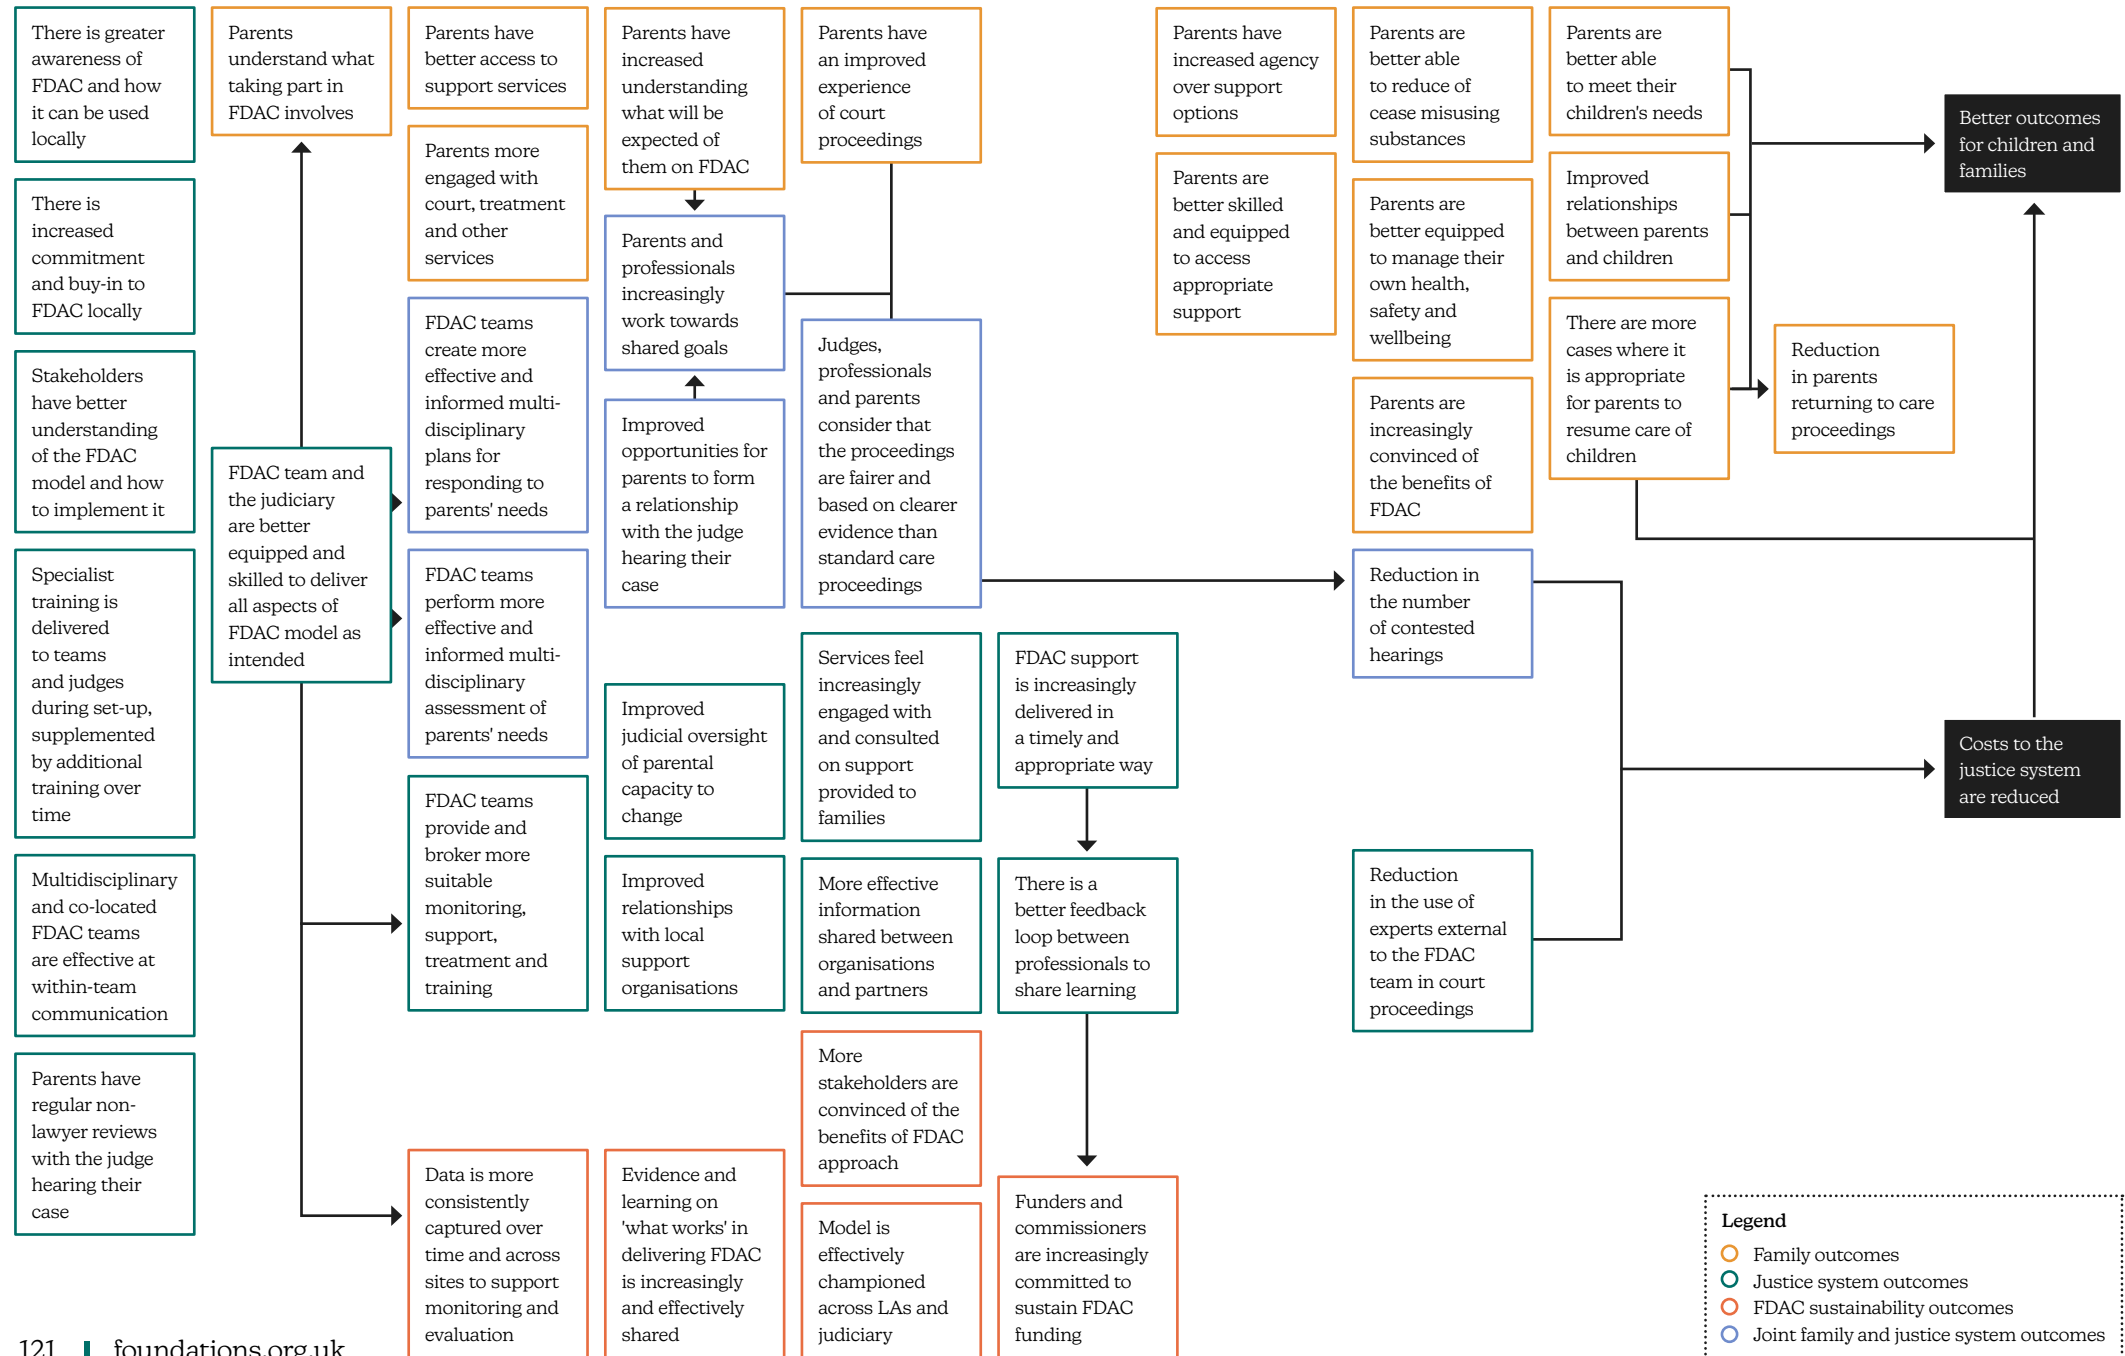 There is greater
awareness of
FDAC and how
it can be used
locally
There is
increased
commitment
and buy-in to
FDAC locally
Stakeholders
have better
understanding
of the FDAC
model and how
to implement it
Specialist
training is
delivered
to teams
and judges
during set-up,
supplemented
by additional
training over
time
Multidisciplinary
and co-located
FDAC teams
are effective at
within-team
communication
Parents have
regular non-
lawyer reviews
with the judge
hearing their
case
Parents
understand what
taking part in
FDAC involves
FDAC team and
the judiciary
are better
equipped and
skilled to deliver
all aspects of
FDAC model as
intended
Parents have
better access to
support services
Parents more
engaged with
court, treatment
and other
services
FDAC teams
create more
effective and
informed multi-
disciplinary
plans for
responding to
parents' needs
FDAC teams
perform more
effective and
informed multi-
disciplinary
assessment of
parents' needs
FDAC teams
provide and
broker more
suitable
monitoring,
support,
treatment and
training
Data is more
consistently
captured over
time and across
sites to support
monitoring and
evaluation
Parents have
increased
understanding
what will be
expected of
them on FDAC
Parents and
professionals
increasingly
work towards
shared goals
Improved
opportunities for
parents to form
a relationship
with the judge
hearing their
case
Improved
judicial oversight
of parental
capacity to
change
Improved
relationships
with local
support
organisations
Evidence and
learning on
'what works' in
delivering FDAC
is increasingly
and effectively
shared
Parents have
an improved
experience
of court
proceedings
Judges,
professionals
and parents
consider that
the proceedings
are fairer and
based on clearer
evidence than
standard care
proceedings
Services feel
increasingly
engaged with
and consulted
on support
provided to
families
More effective
information
shared between
organisations
and partners
More
stakeholders are
convinced of the
benefits of FDAC
approach
Model is
effectively
championed
across LAs and
judiciary
FDAC support
is increasingly
delivered in
a timely and
appropriate way
There is a
better feedback
loop between
professionals to
share learning
Funders and
commissioners
are increasingly
committed to
sustain FDAC
funding
Parents have
increased agency
over support
options
Parents are
better skilled
and equipped
to access
appropriate
support
Parents are
better able
to reduce of
cease misusing
substances
Parents are
better equipped
to manage their
own health,
safety and
wellbeing
Parents are
increasingly
convinced of
the benefits of
FDAC
Reduction in
the number
of contested
hearings
Reduction
in the use of
experts external
to the FDAC
team in court
proceedings
Parents are
better able
to meet their
children's needs
Improved
relationships
between parents
and children
There are more
cases where it
is appropriate
for parents to
resume care of
children
Reduction
in parents
returning to care
proceedings
Better outcomes
for children and
families
Costs to the
justice system
are reduced
Legend
Family outcomes
Justice system outcomes
FDAC sustainability outcomes
Joint family and justice system outcomes
121 foundations.org.uk